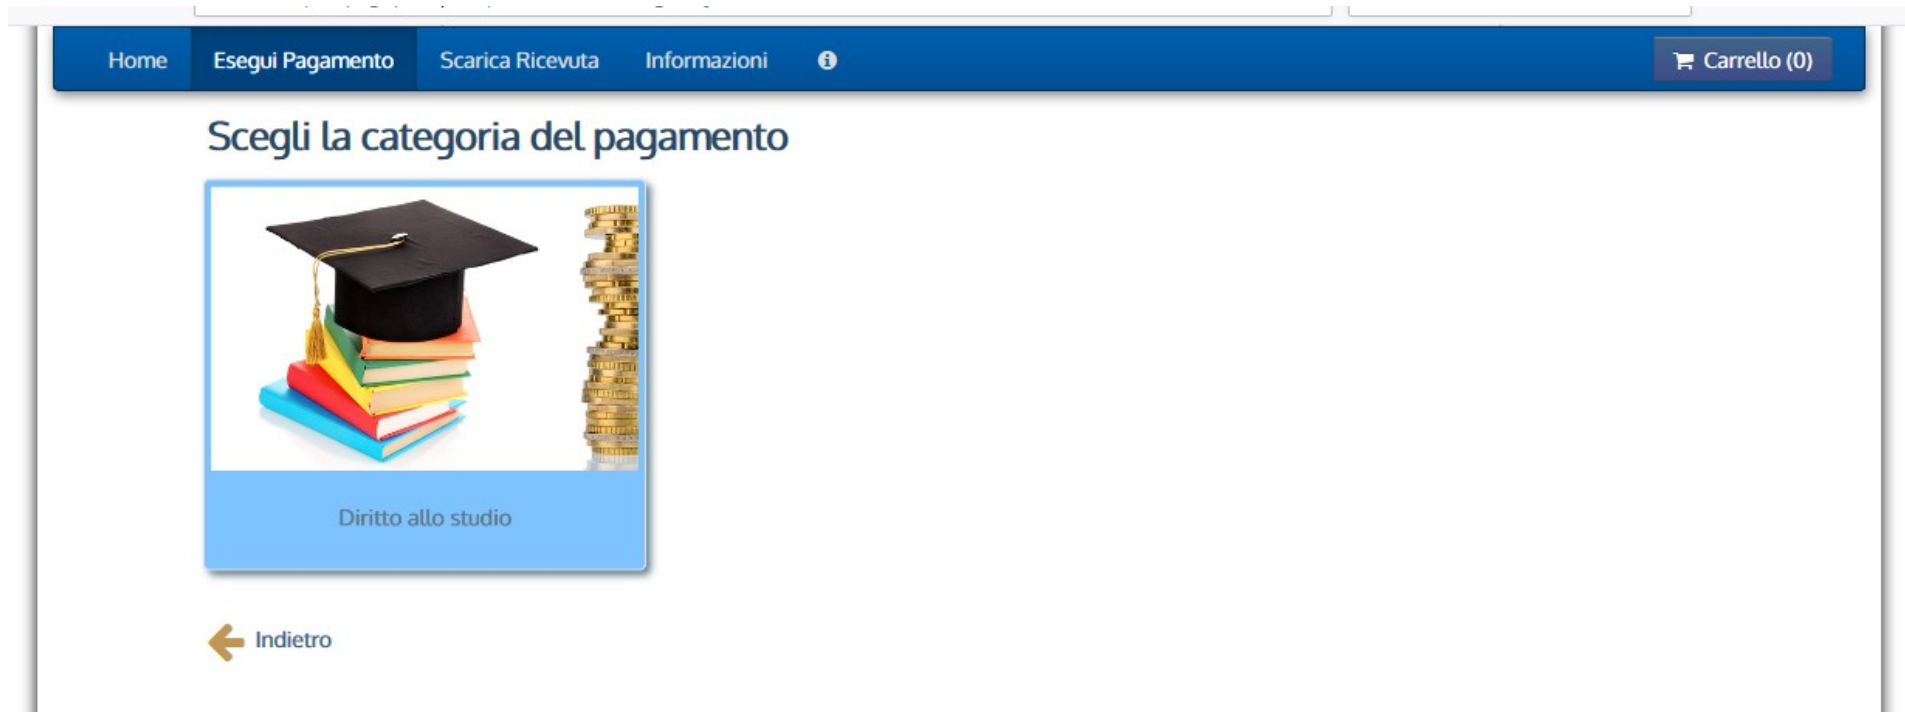 Home Esegui Pagamento Scarica Ricevuta Informazioni Carrello (0)
Scegli la categoria del pagamento
Diritto allo studio
Indietro